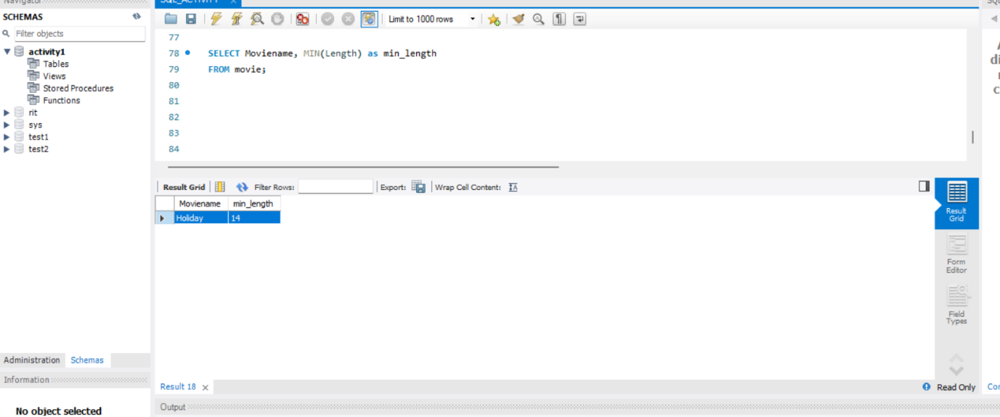 Navigator
SCHEMAS
Filter objects
activity1
Tables
Views
Stored Procedures
Functions
rit
sys
test1
test2
Administration Schemas
Information
No object selected
SQL_ACTIVITY
Limit to 1000 rows
77
78 SELECT Moviename, MIN(Length) as min_length
79 FROM movie;
80
81
82
83
84
Result Grid Filter Rows: Export: Wrap Cell Content:
Moviename min_length
Holiday 14
Result
Grid
Form
Editor
Field
Types
Result 18
Read Only
Output